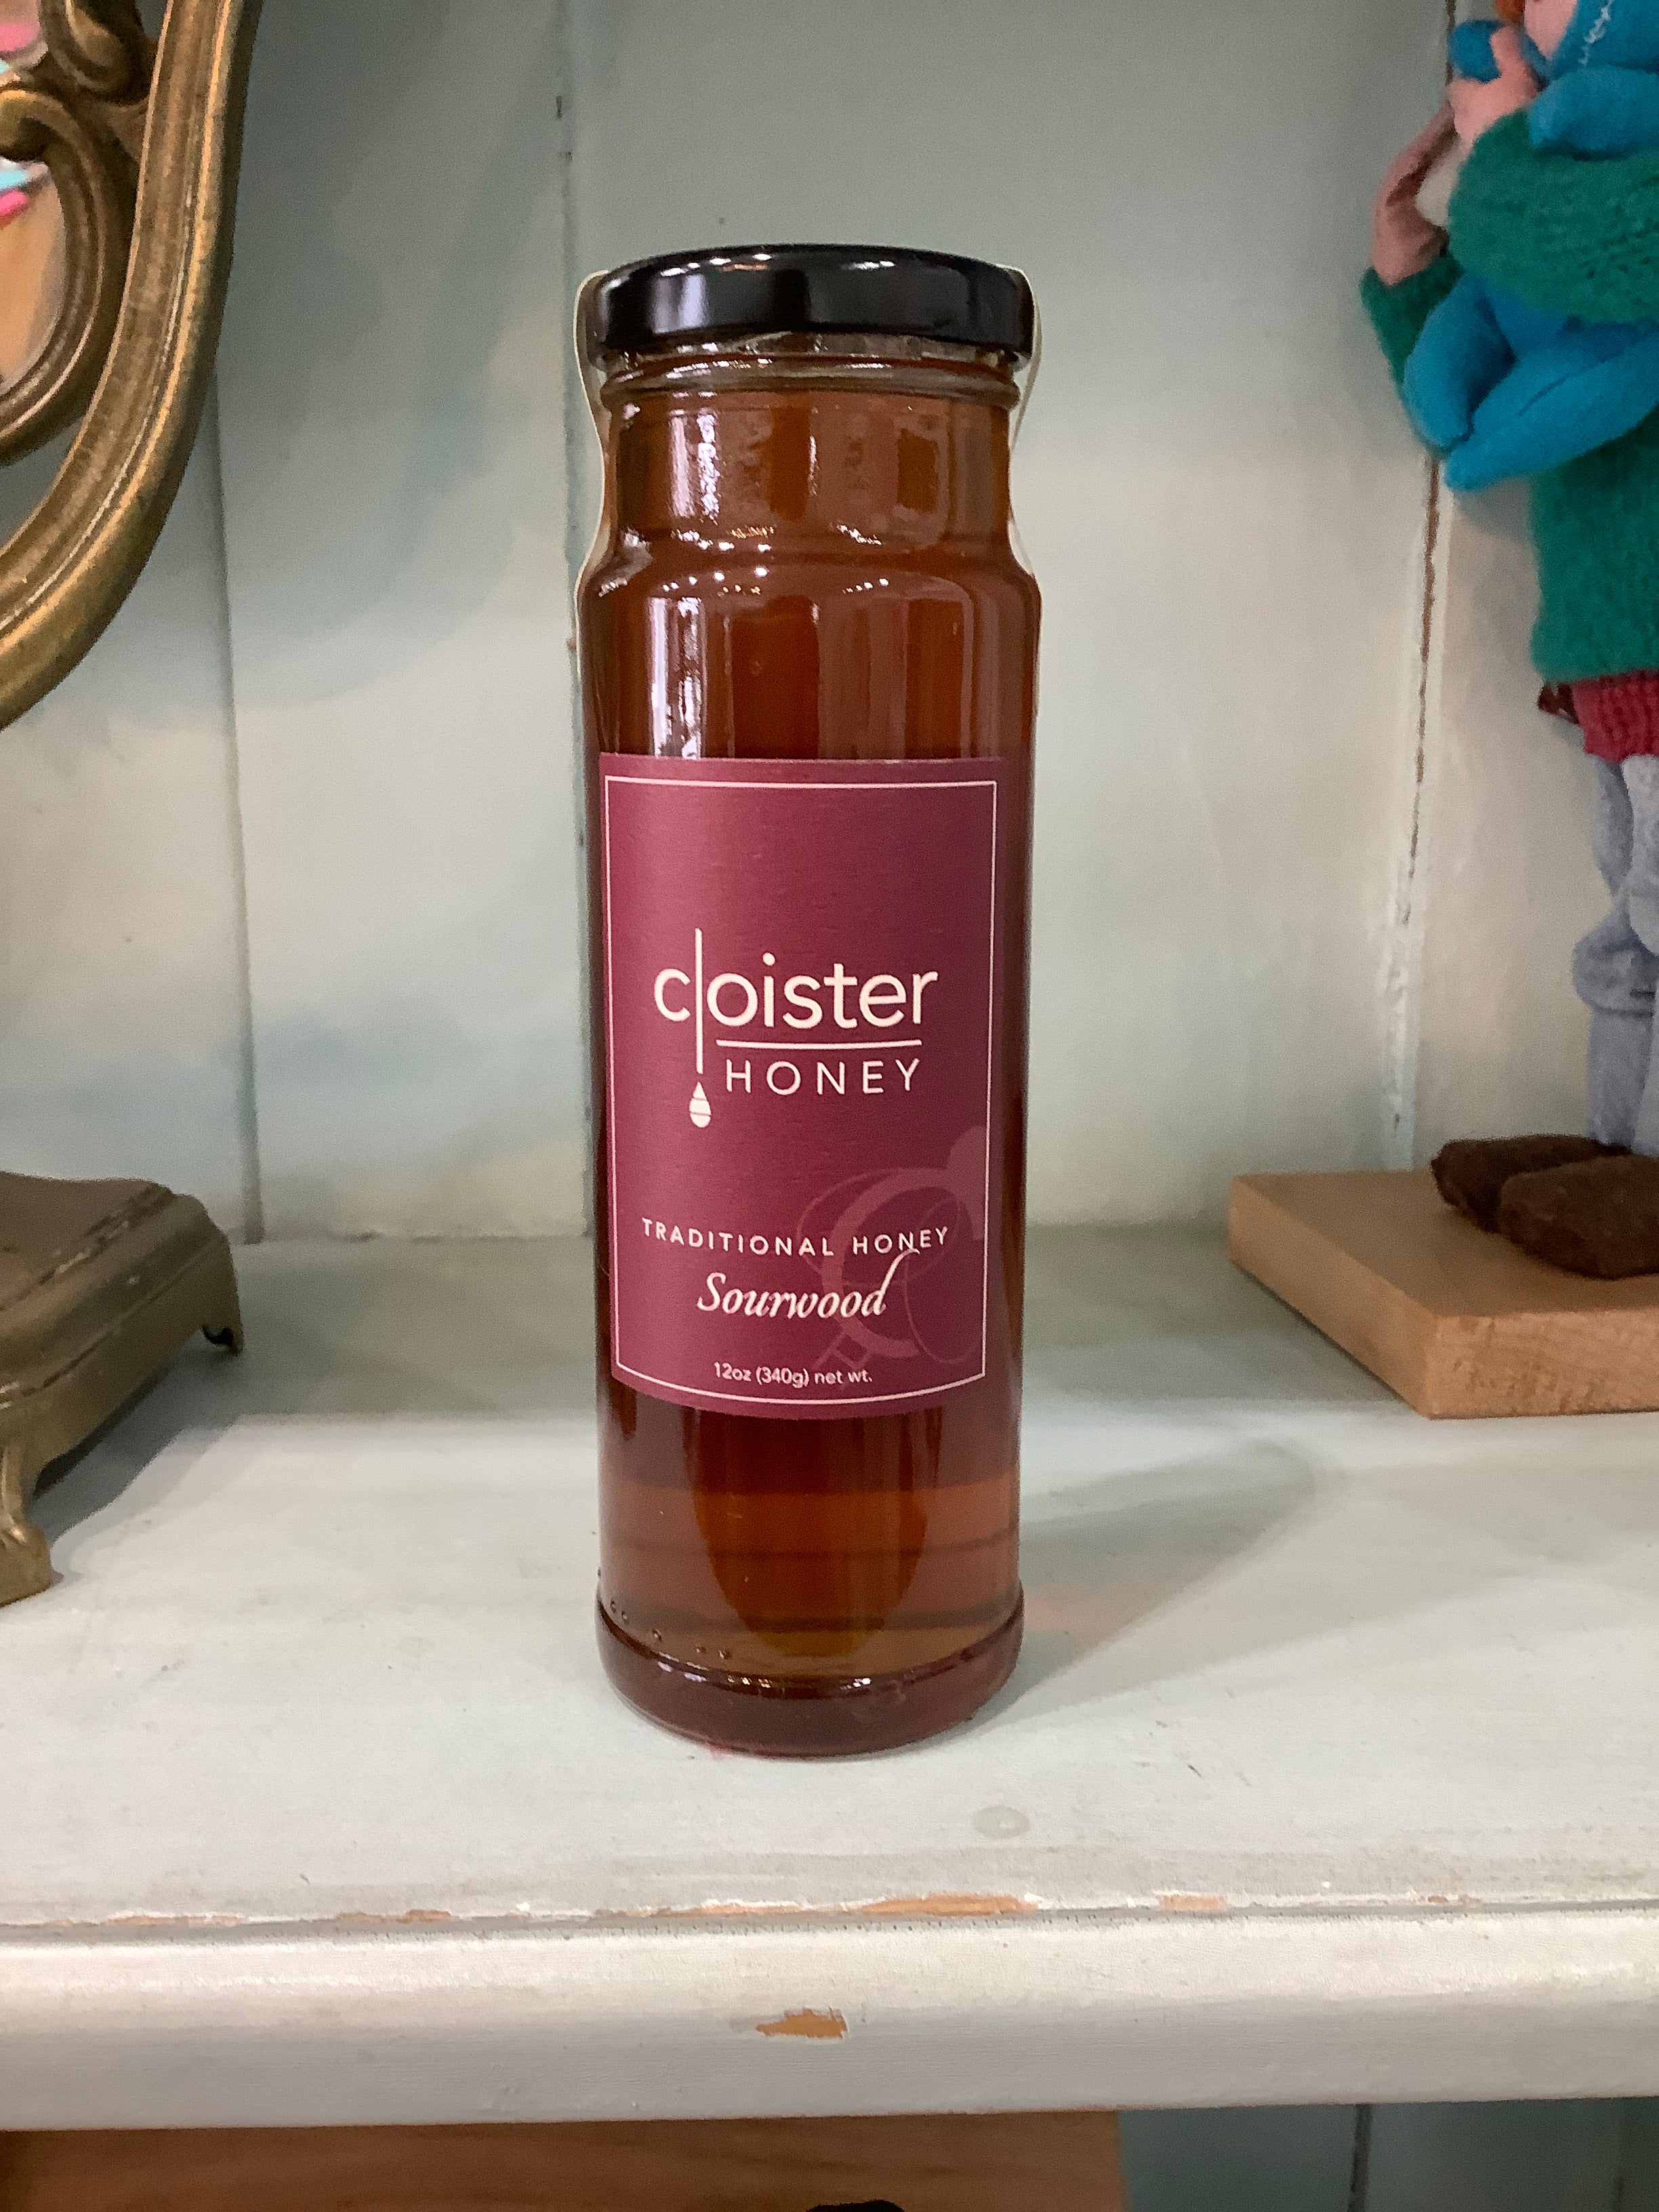 cloister
HONEY
TRADITIONAL HONEY
Sourwood
12oz (340g) net wt.